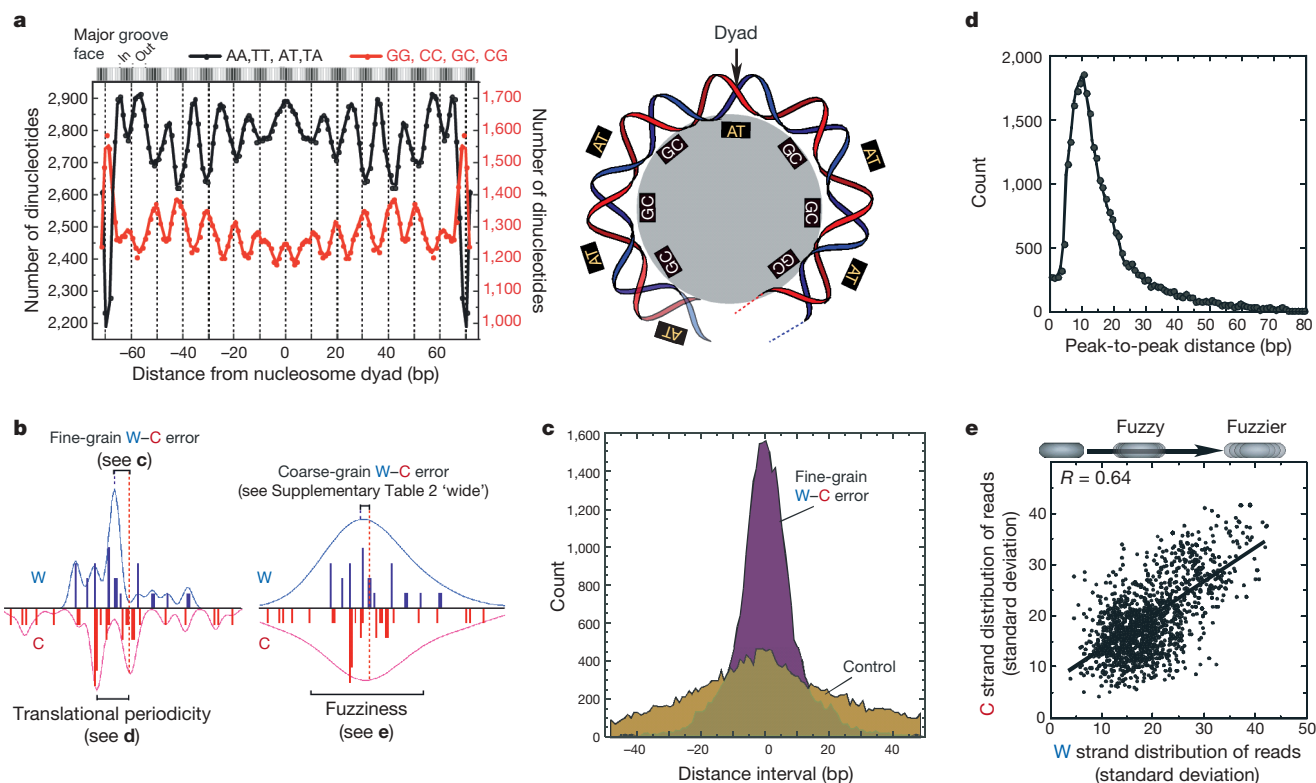 a
Major groove
face
In
Out
AA,TT, AT,TA
GG, CC, GC, CG
Number of dinucleotides
2,900
2,800
2,700
2,600
2,500
2,400
2,300
2,200
1,700
1,600
1,500
1,400
1,300
1,200
1,100
1,000
Number of dinucleotides
−60 −40 −20 0 20 40 60
Distance from nucleosome dyad (bp)
Dyad
AT
GC
GC
AT
AT
GC
GC
AT
AT
GC
GC
AT
d
Count
2,000
1,500
1,000
500
0
0 10 20 30 40 50 60 70 80
Peak-to-peak distance (bp)
b
Fine-grain W–C error
(see c)
Coarse-grain W–C error
(see Supplementary Table 2 'wide')
W
C
W
C
Translational periodicity
(see d)
Fuzziness
(see e)
c
Count
1,600
1,400
1,200
1,000
800
600
400
200
0
Fine-grain
W–C error
Control
−40 −20 0 20 40
Distance interval (bp)
e
Fuzzy
Fuzzier
R = 0.64
C strand distribution of reads
(standard deviation)
40
30
20
10
0
0 10 20 30 40 50
W strand distribution of reads
(standard deviation)